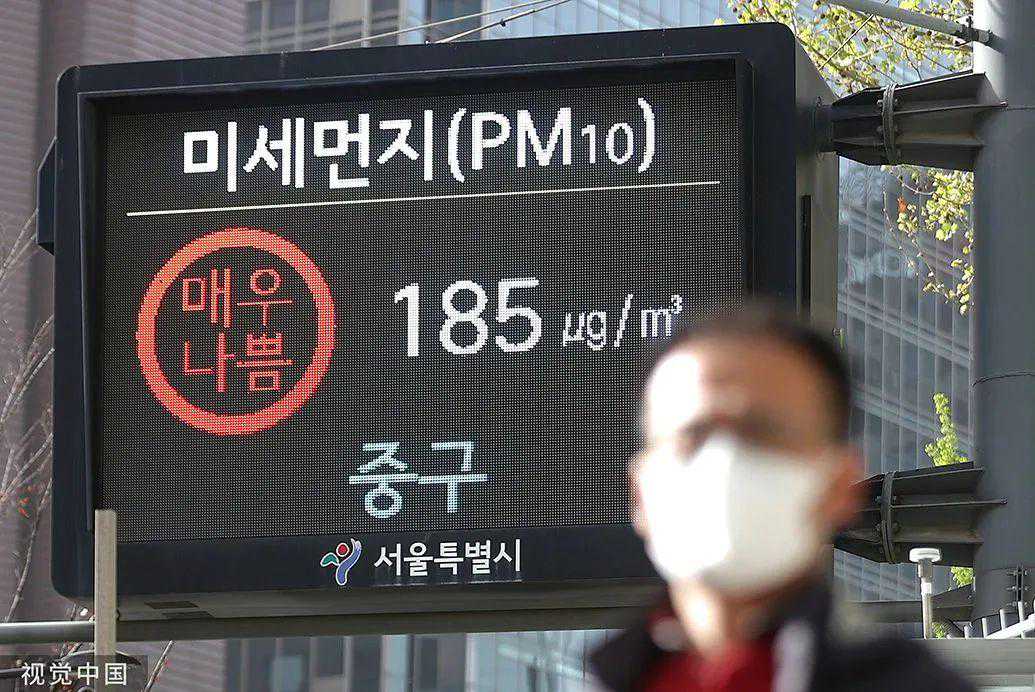 미세먼지(PM10)
매우
나쁨
185 μg/m³
중구
서울특별시
视觉中国